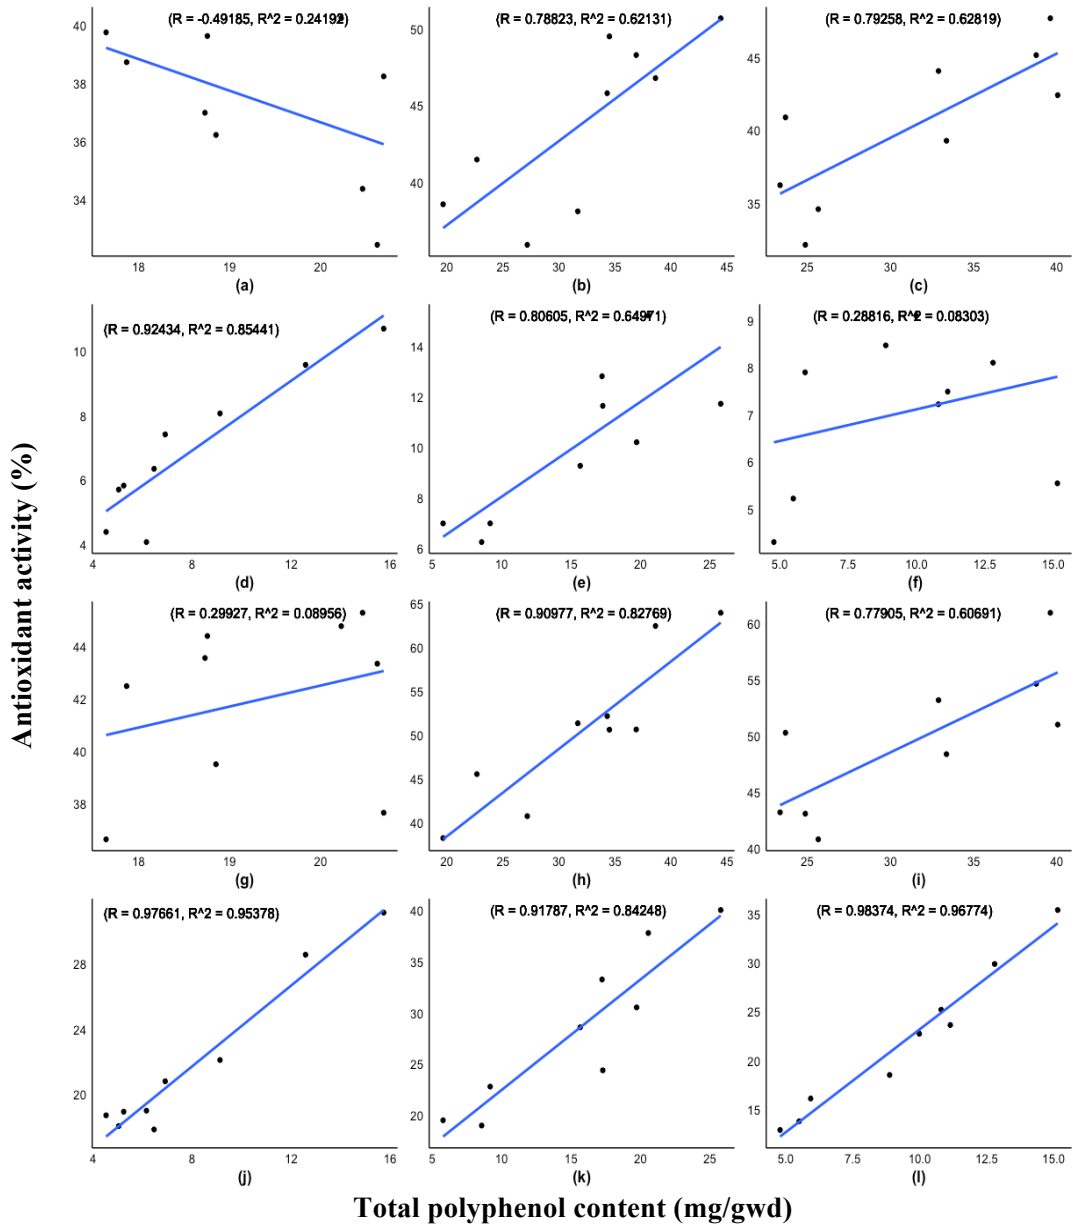 (R = -0.49185, R^2 = 0.24192)
40
38
36
34
18 19 20
(a)
(R = 0.78823, R^2 = 0.62131)
50
45
40
20 25 30 35 40 45
(b)
(R = 0.79258, R^2 = 0.62819)
45
40
35
25 30 35 40
(c)
(R = 0.92434, R^2 = 0.85441)
10
8
6
4
4 8 12 16
(d)
(R = 0.80605, R^2 = 0.64971)
14
12
10
8
6
5 10 15 20 25
(e)
(R = 0.28816, R^2 = 0.08303)
9
8
7
6
5
5.0 7.5 10.0 12.5 15.0
(f)
Antioxidant activity (%)
(R = 0.29927, R^2 = 0.08956)
44
42
40
38
18 19 20
(g)
(R = 0.90977, R^2 = 0.82769)
65
60
55
50
45
40
20 25 30 35 40 45
(h)
(R = 0.77905, R^2 = 0.60691)
60
55
50
45
40
25 30 35 40
(i)
(R = 0.97661, R^2 = 0.95378)
28
24
20
4 8 12 16
(j)
(R = 0.91787, R^2 = 0.84248)
40
35
30
25
20
5 10 15 20 25
(k)
(R = 0.98374, R^2 = 0.96774)
35
30
25
20
15
5.0 7.5 10.0 12.5 15.0
(l)
Total polyphenol content (mg/gwd)